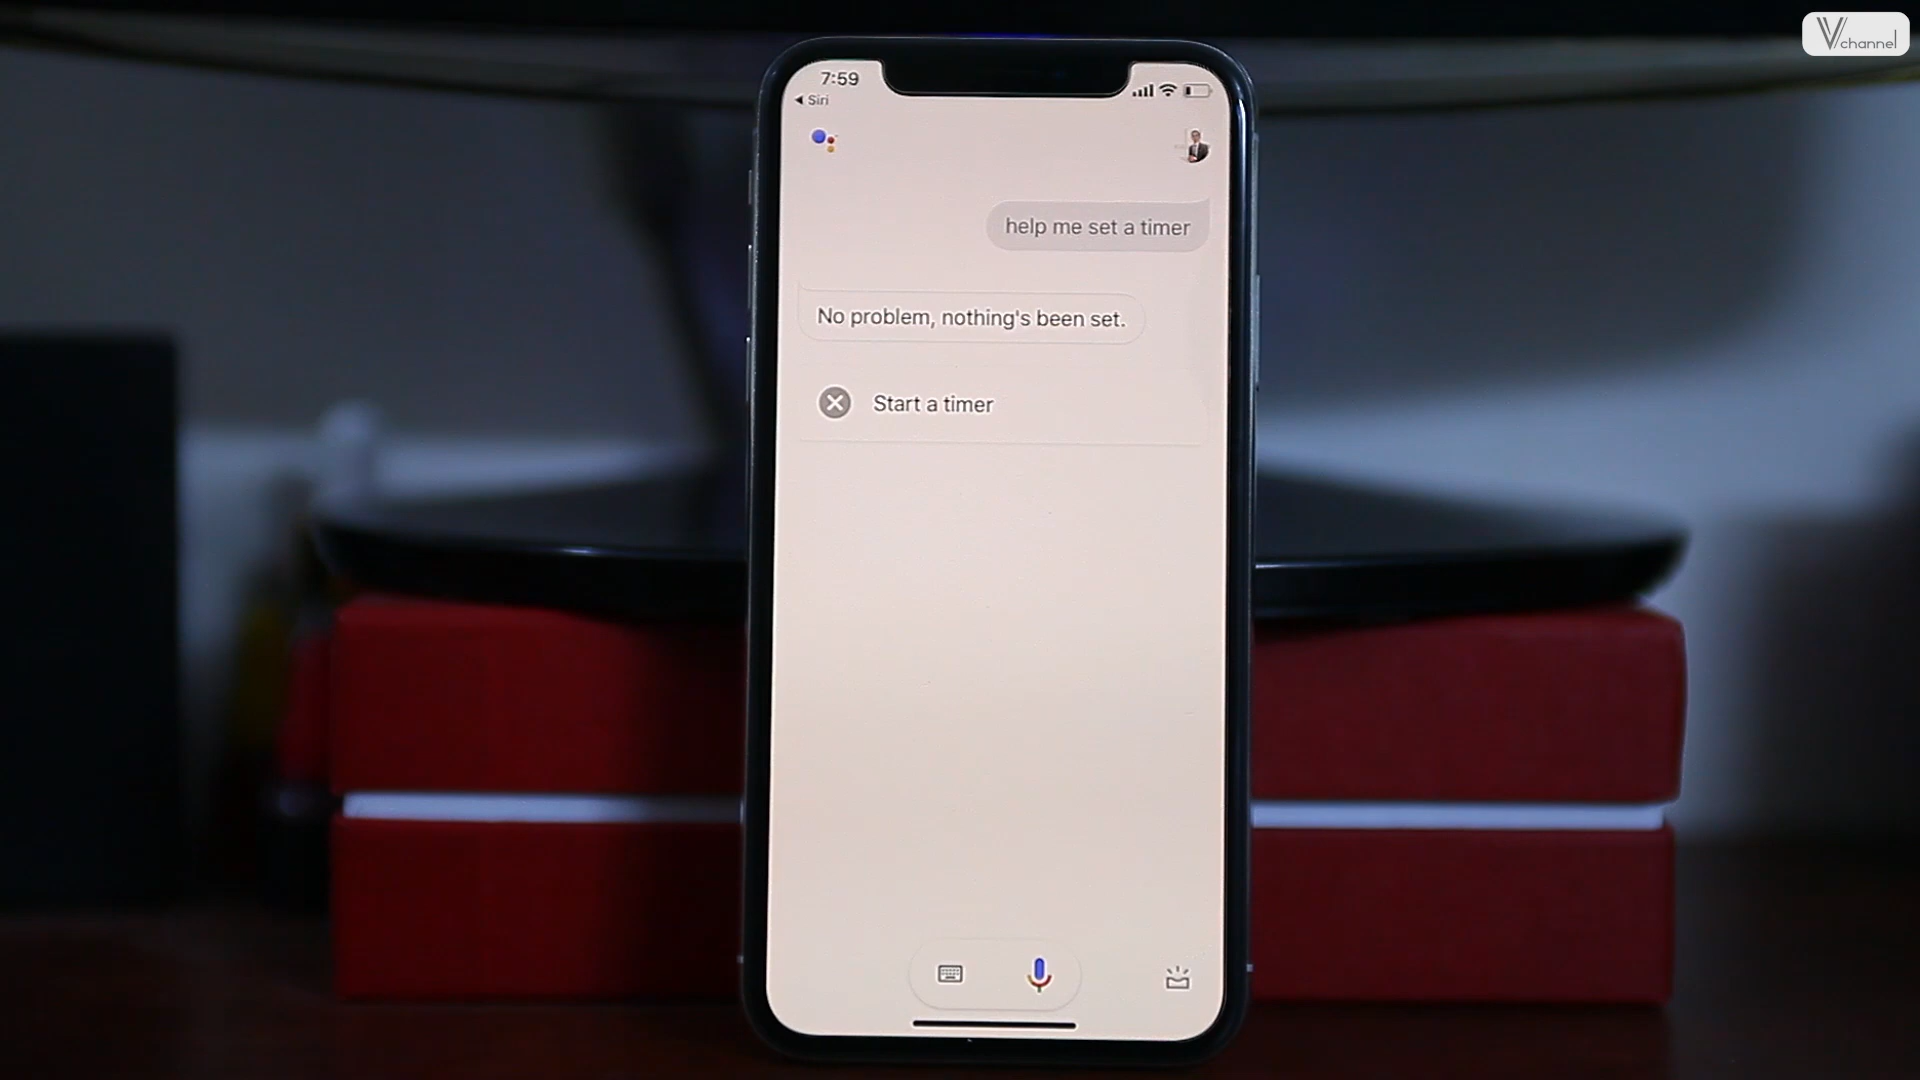 Vchannel
7:59
Siri
help me set a timer
No problem, nothing's been set.
Start a timer